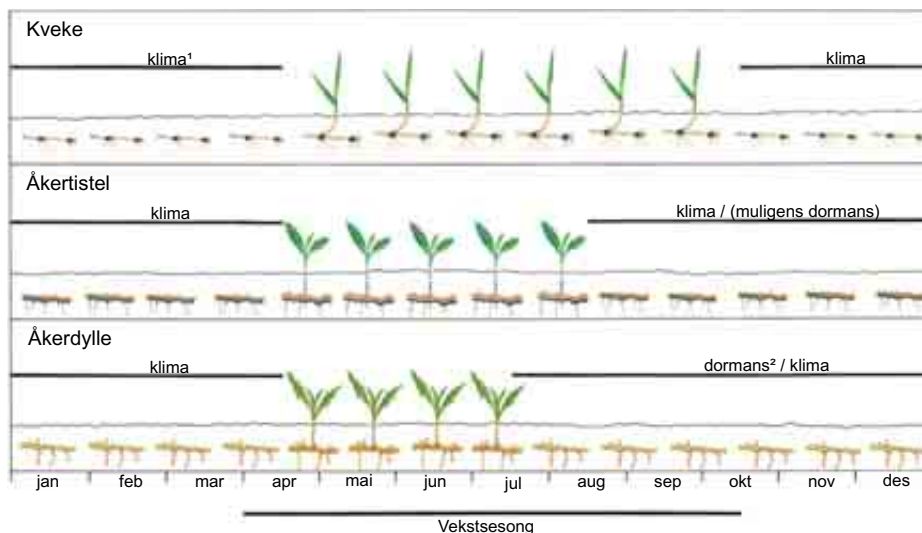 Kveke
klima¹ klima
Åkertistel
klima klima / (muligens dormans)
Åkerdylle
klima dormans² / klima
jan feb mar apr mai jun jul aug sep okt nov des
Vekstsesong